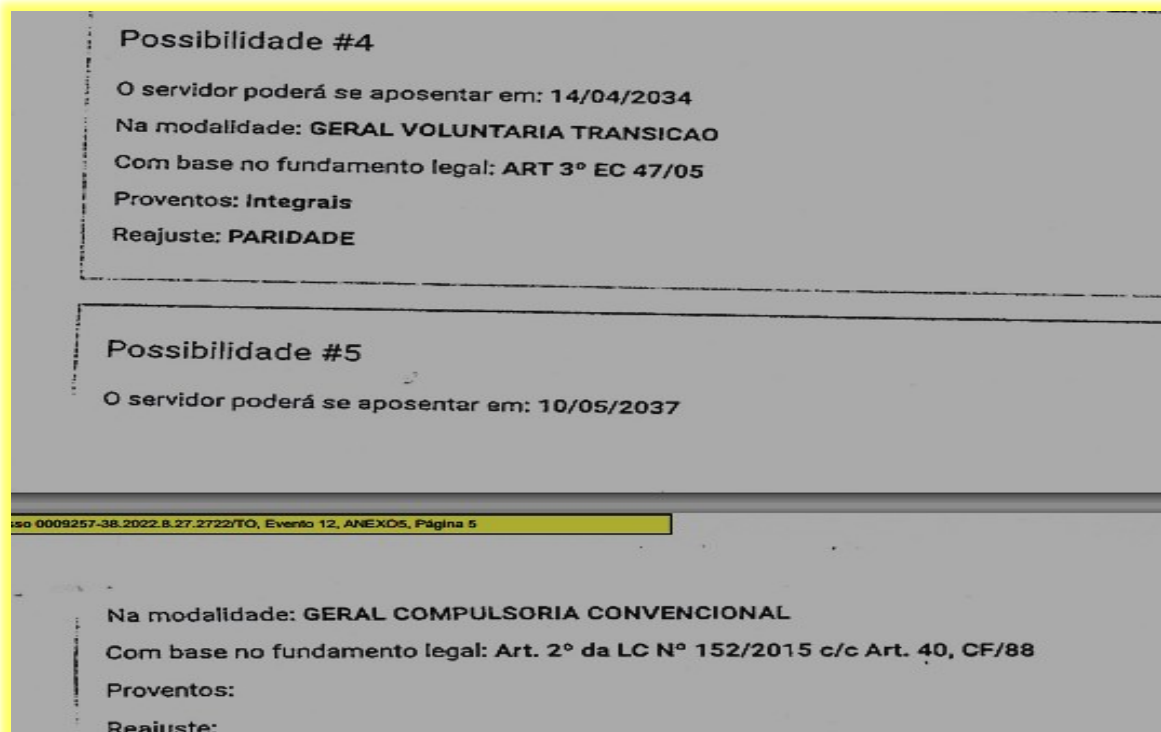 Possibilidade #4
O servidor poderá se aposentar em: 14/04/2034
Na modalidade: GERAL VOLUNTARIA TRANSICAO
Com base no fundamento legal: ART 3º EC 47/05
Proventos: Integrais
Reajuste: PARIDADE
Possibilidade #5
O servidor poderá se aposentar em: 10/05/2037
sso 0009257-38.2022.8.27.2722/TO, Evento 12, ANEXO5, Página 5
Na modalidade: GERAL COMPULSORIA CONVENCIONAL
Com base no fundamento legal: Art. 2º da LC Nº 152/2015 c/c Art. 40, CF/88
Proventos:
Reajuste: